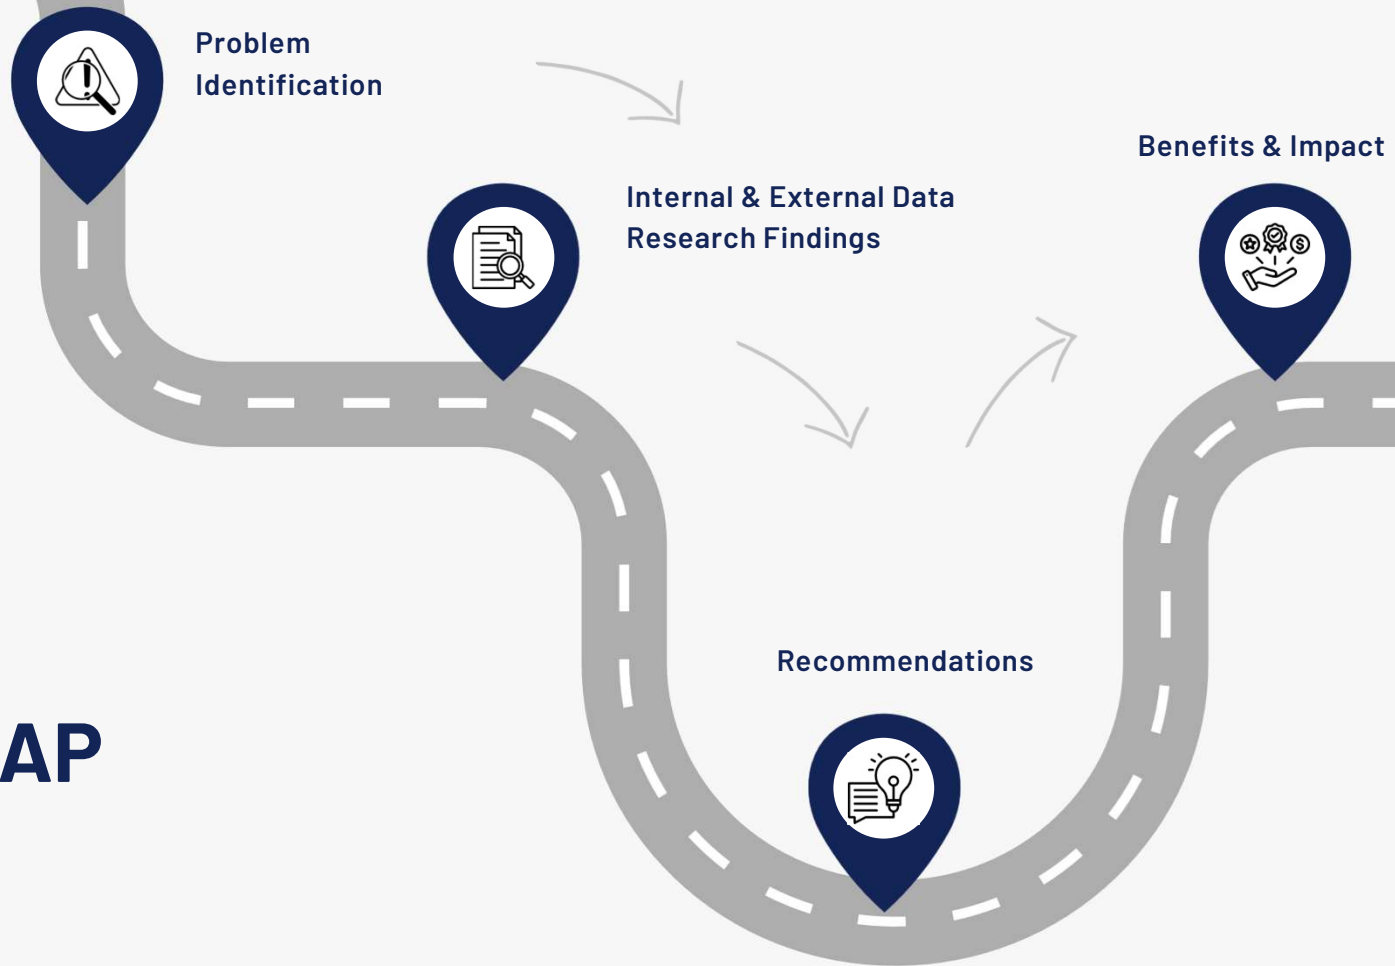 Problem
Identification
Internal & External Data
Research Findings
Benefits & Impact
Recommendations
AP